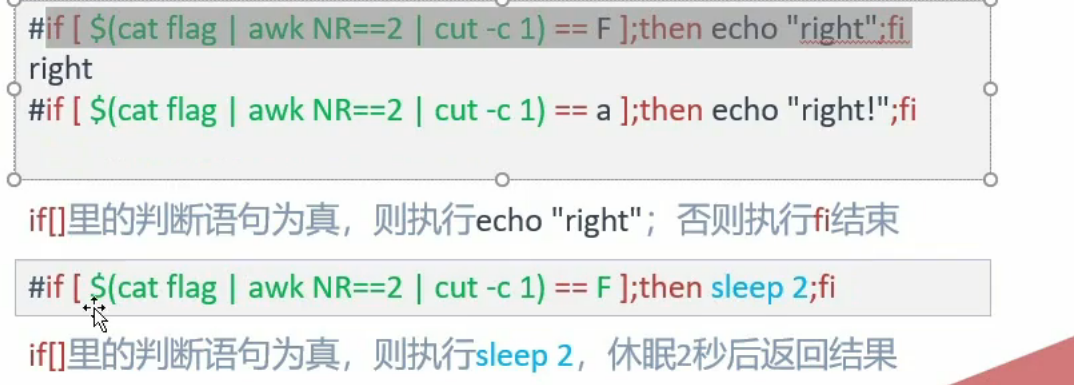 #if [ $(cat flag | awk NR==2 | cut -c 1) == F ];then echo "right";fi
right
#if [ $(cat flag | awk NR==2 | cut -c 1) == a ];then echo "right!";fi
if[]里的判断语句为真，则执行echo "right"；否则执行fi结束
#if [ $(cat flag | awk NR==2 | cut -c 1) == F ];then sleep 2;fi
if[]里的判断语句为真，则执行sleep 2，休眠2秒后返回结果